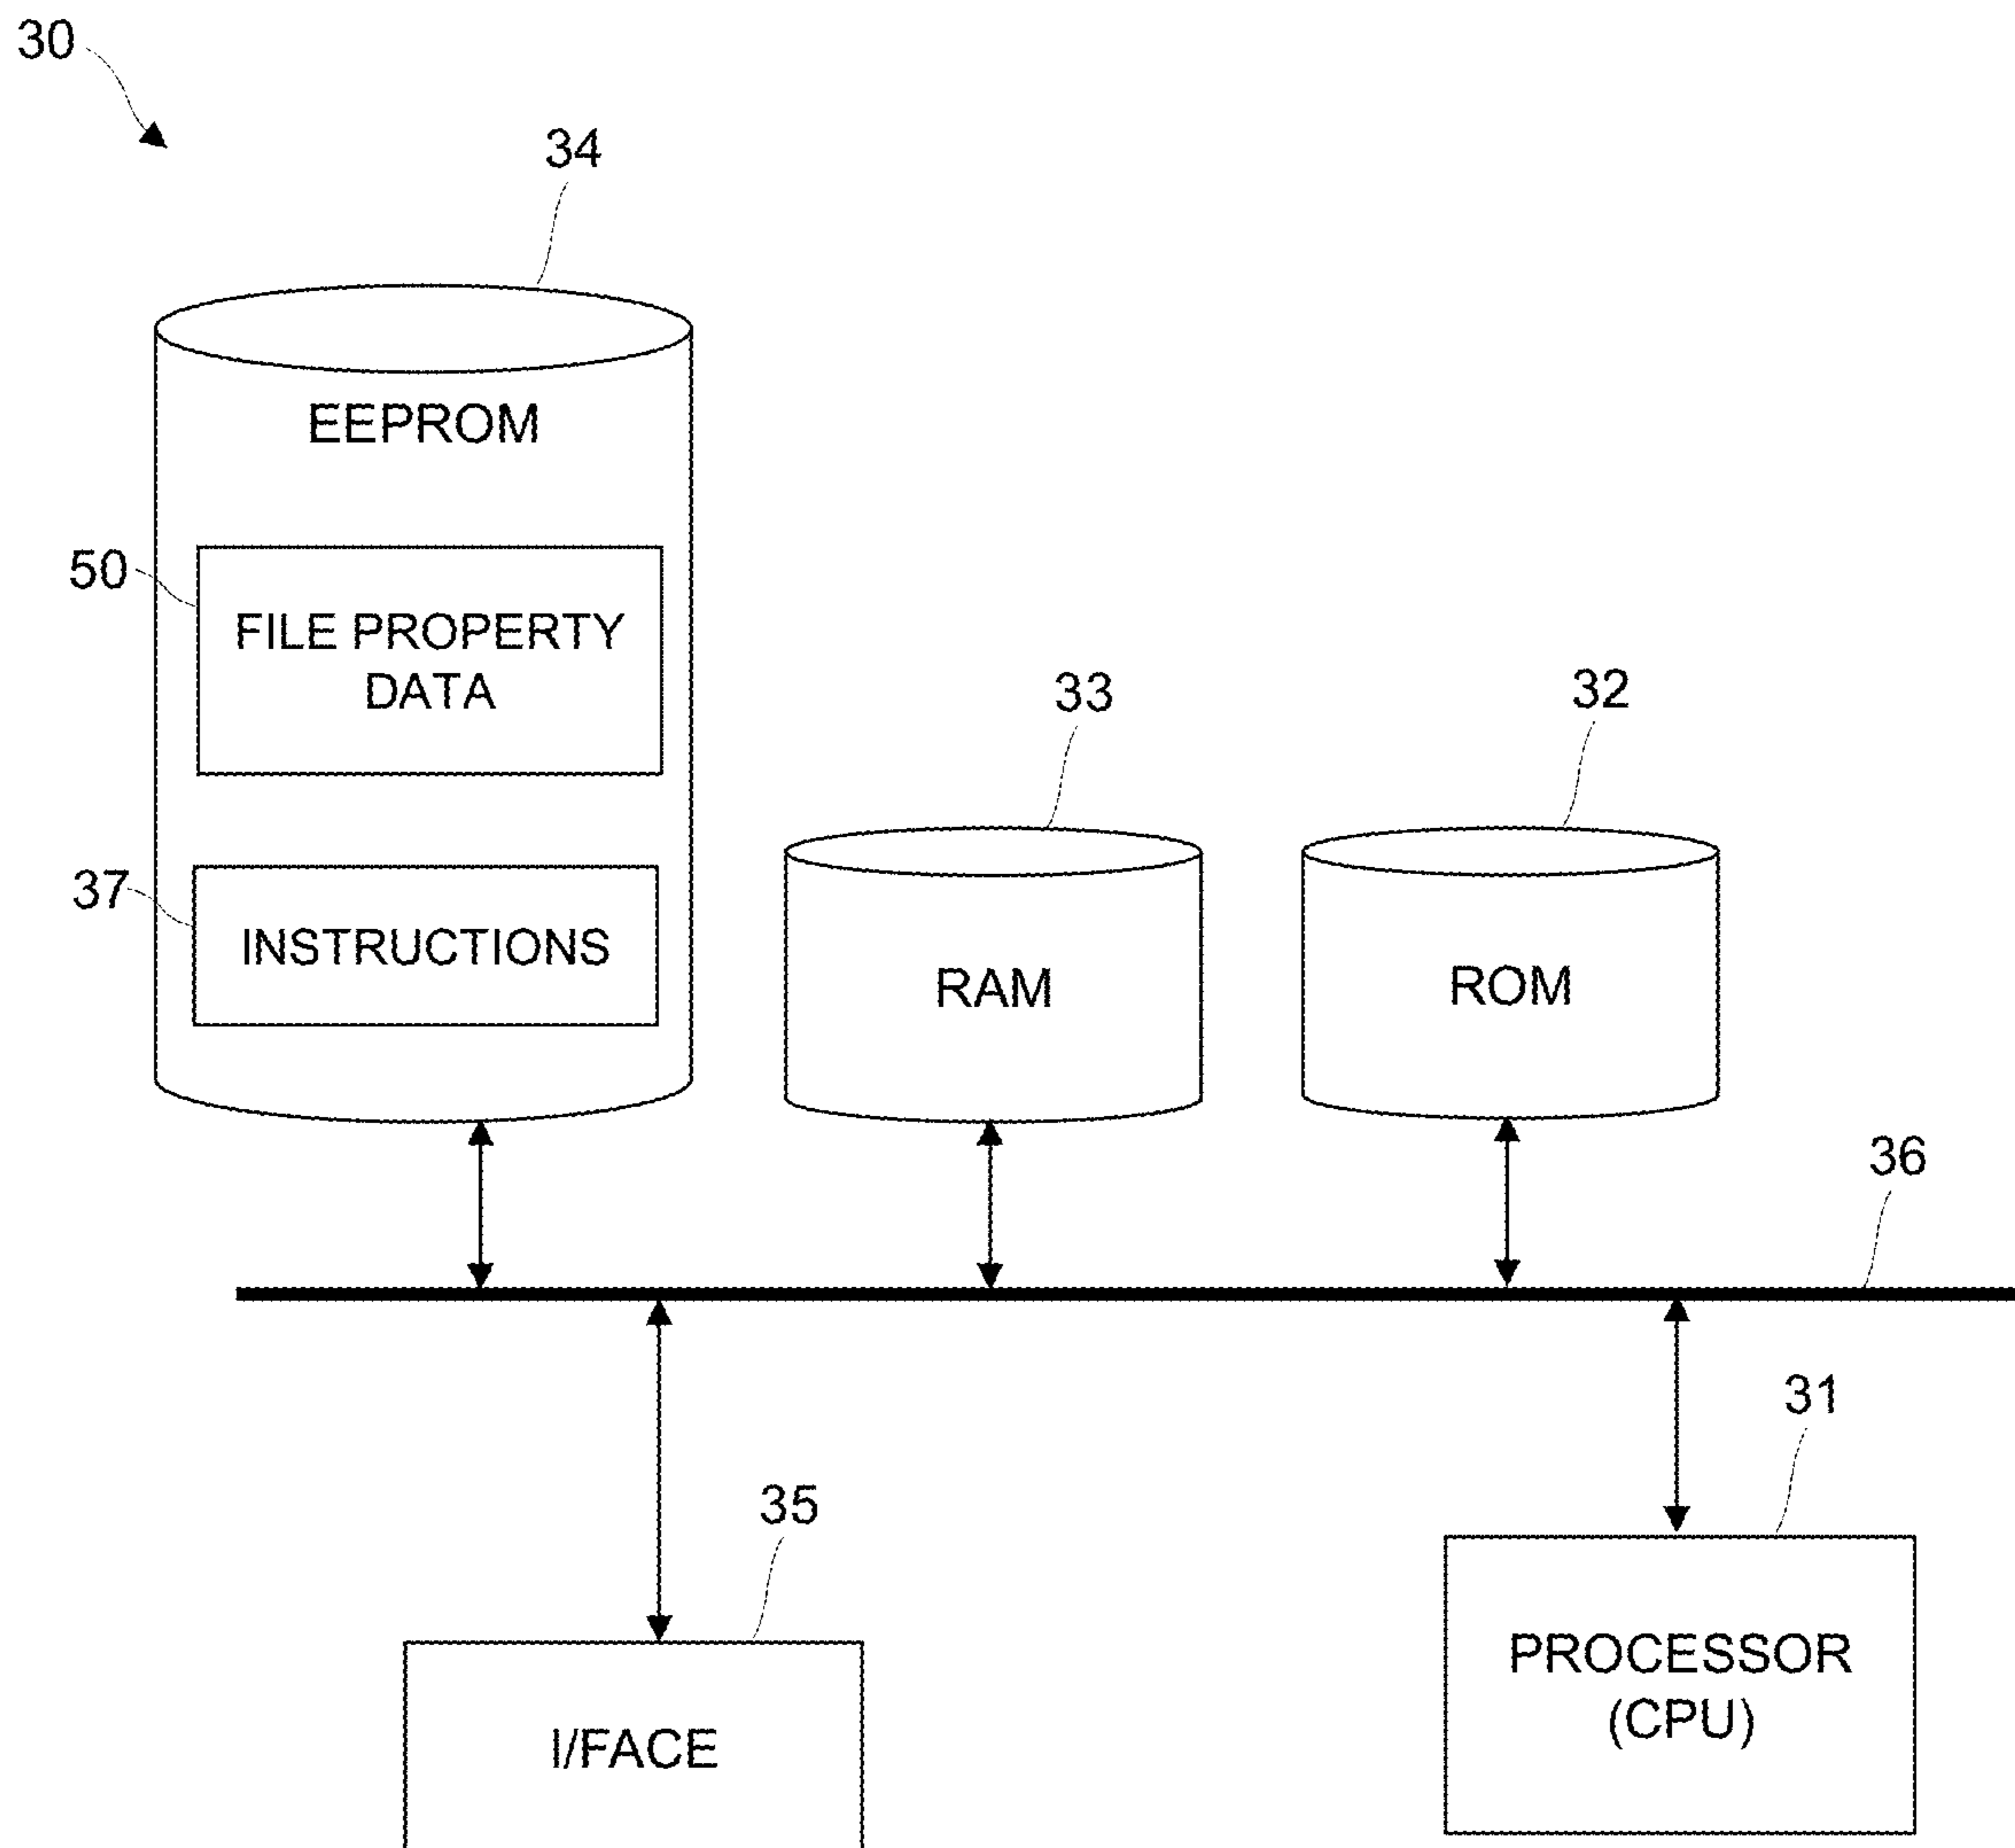 30
34
EEPROM
50
FILE PROPERTY
DATA
33
32
37
INSTRUCTIONS
RAM
ROM
36
31
35
PROCESSOR
(CPU)
I/FACE